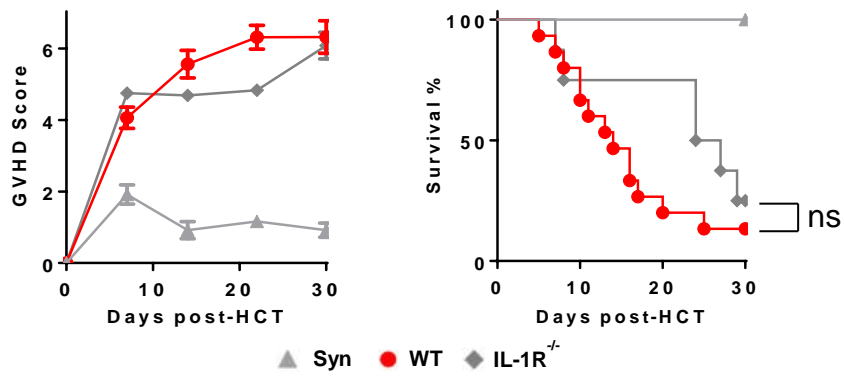 GVHD Score
6
4
2
0
0 10 20 30
Days post-HCT
Survival %
100
50
0
0 10 20 30
Days post-HCT
ns
Syn WT IL-1R-/-